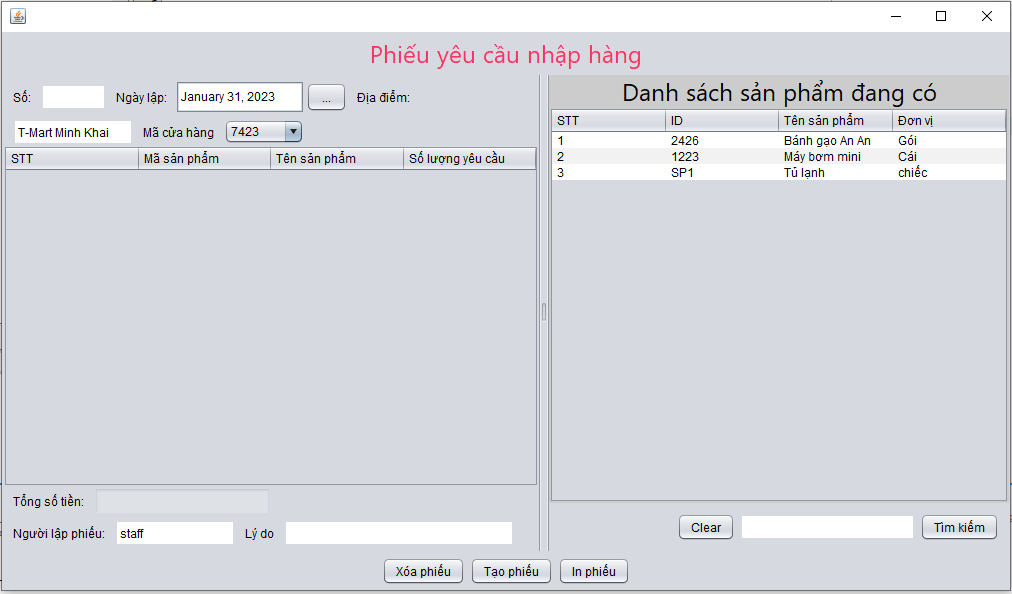 Phiếu yêu cầu nhập hàng
Số: Ngày lập: January 31, 2023 ... Địa điểm:
T-Mart Minh Khai Mã cửa hàng 7423
STT Mã sản phẩm Tên sản phẩm Số lượng yêu cầu
Tổng số tiền:
Người lập phiếu: staff Lý do
Danh sách sản phẩm đang có
STT ID Tên sản phẩm Đơn vị
1 2426 Bánh gạo An An Gói
2 1223 Máy bơm mini Cái
3 SP1 Tủ lạnh chiếc
Clear Tìm kiếm
Xóa phiếu Tạo phiếu In phiếu